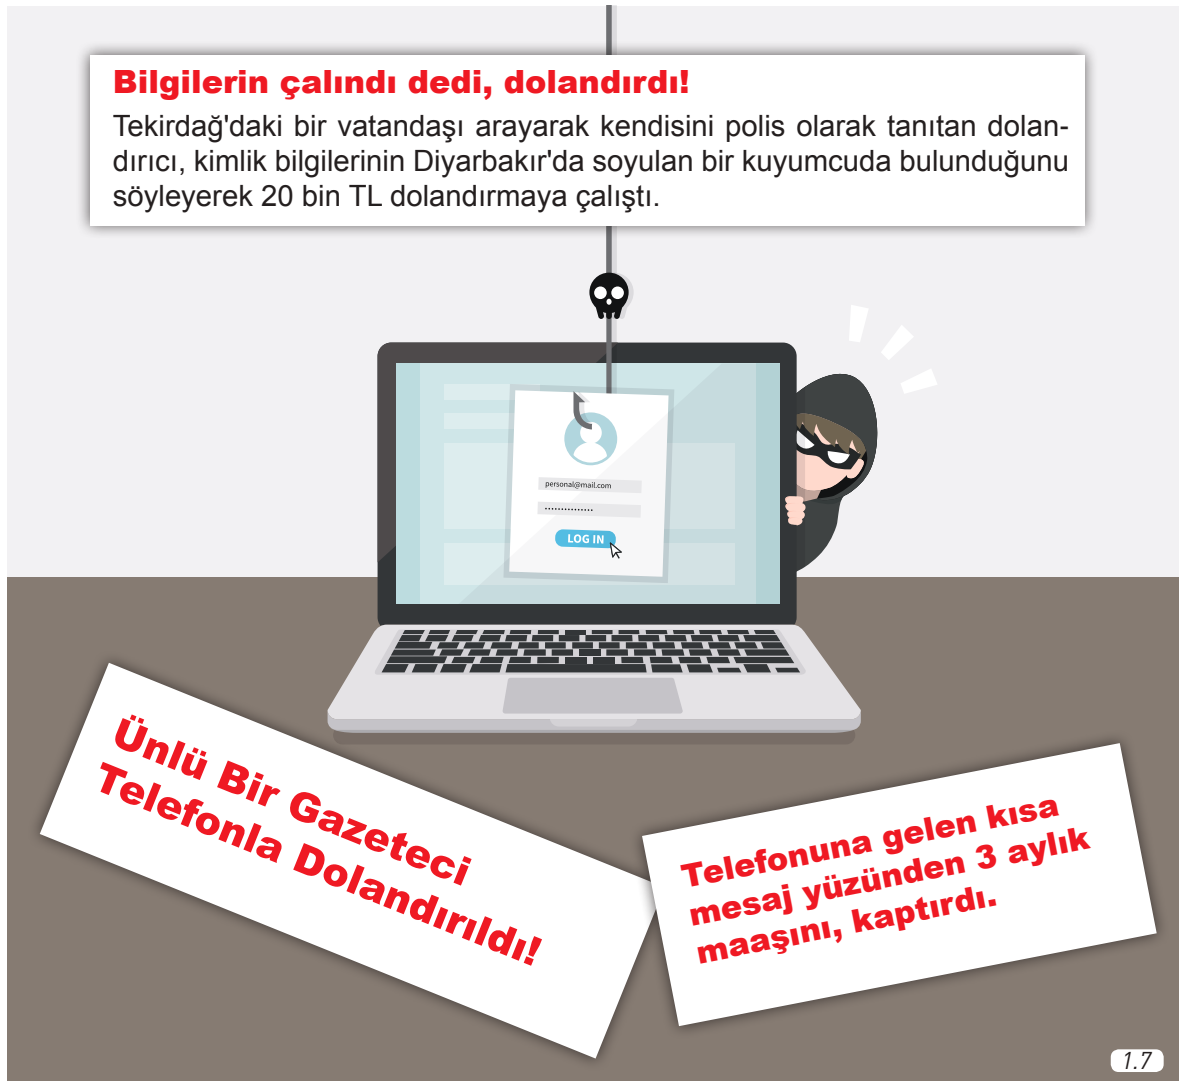 Bilgilerin çalındı dedi, dolandırdı!
Tekirdağ'daki bir vatandaşı arayarak kendisini polis olarak tanıtan dolan-
dırıcı, kimlik bilgilerinin Diyarbakır'da soyulan bir kuyumcuda bulunduğunu
söyleyerek 20 bin TL dolandırmaya çalıştı.
personal@mail.com
...............
LOG IN
Ünlü Bir Gazeteci
Telefonla Dolandırıldı!
Telefonuna gelen kısa
mesaj yüzünden 3 aylık
maaşını, kaptırdı.
1.7